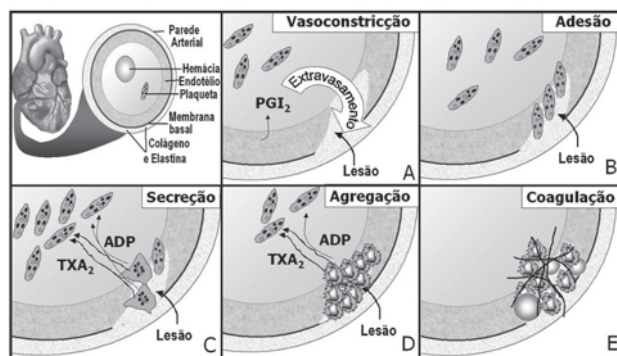 Parede
Arterial
Hemácia
Endotélio
Plaqueta
Membrana
basal
Colágeno
e Elastina
Vasoconstricção
Extravasamento
PGI2
Lesão
A
Adesão
Lesão
B
Secreção
ADP
TXA2
Lesão
C
Agregação
ADP
TXA2
Lesão
D
Coagulação
E